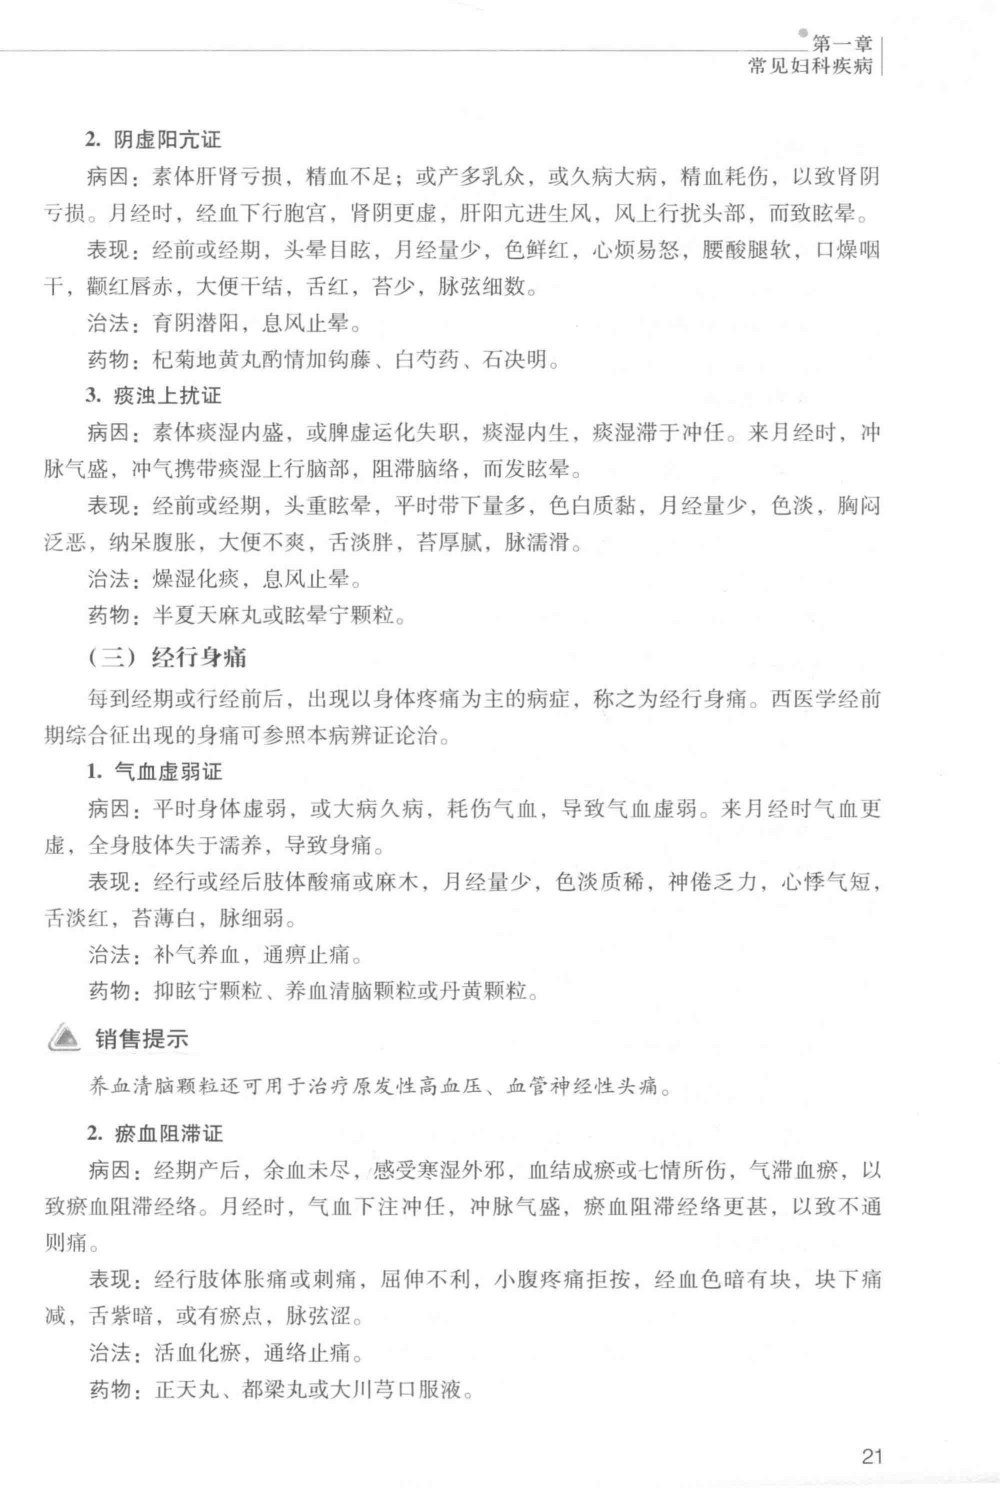 第一章
常见妇科疾病
2. 阴虚阳亢证
病因：素体肝肾亏损，精血不足；或产多乳众，或久病大病，精血耗伤，以致肾阴
亏损。月经时，经血下行胞宫，肾阴更虚，肝阳亢进生风，风上行扰头部，而致眩晕。
表现：经前或经期，头晕目眩，月经量少，色鲜红，心烦易怒，腰酸腿软，口燥咽
干，颧红唇赤，大便干结，舌红，苔少，脉弦细数。
治法：育阴潜阳，息风止晕。
药物：杞菊地黄丸酌情加钩藤、白芍药、石决明。
3. 痰浊上扰证
病因：素体痰湿内盛，或脾虚运化失职，痰湿内生，痰湿滞于冲任。来月经时，冲
脉气盛，冲气携带痰湿上行脑部，阻滞脑络，而发眩晕。
表现：经前或经期，头重眩晕，平时带下量多，色白质黏，月经量少，色淡，胸闷
泛恶，纳呆腹胀，大便不爽，舌淡胖，苔厚腻，脉濡滑。
治法：燥湿化痰，息风止晕。
药物：半夏天麻丸或眩晕宁颗粒。
（三）经行身痛
每到经期或行经前后，出现以身体疼痛为主的病症，称之为经行身痛。西医学经前
期综合征出现的身痛可参照本病辨证论治。
1. 气血虚弱证
病因：平时身体虚弱，或大病久病，耗伤气血，导致气血虚弱。来月经时气血更
虚，全身肢体失于濡养，导致身痛。
表现：经行或经后肢体酸痛或麻木，月经量少，色淡质稀，神倦乏力，心悸气短，
舌淡红，苔薄白，脉细弱。
治法：补气养血，通痹止痛。
药物：抑眩宁颗粒、养血清脑颗粒或丹黄颗粒。
销售提示
养血清脑颗粒还可用于治疗原发性高血压、血管神经性头痛。
2. 瘀血阻滞证
病因：经期产后，余血未尽，感受寒湿外邪，血结成瘀或七情所伤，气滞血瘀，以
致瘀血阻滞经络。月经时，气血下注冲任，冲脉气盛，瘀血阻滞经络更甚，以致不通
则痛。
表现：经行肢体胀痛或刺痛，屈伸不利，小腹疼痛拒按，经血色暗有块，块下痛
减，舌紫暗，或有瘀点，脉弦涩。
治法：活血化瘀，通络止痛。
药物：正天丸、都梁丸或大川芎口服液。
21